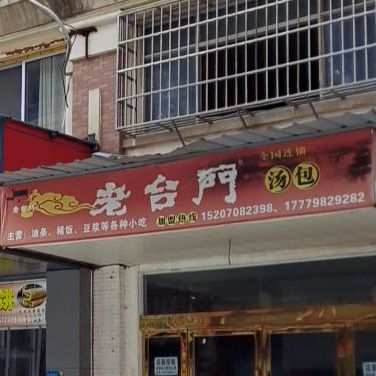 全国连锁
老台門 汤包
主营：油条、稀饭、豆浆等各种小吃 加盟热线 15207082398、17779829282